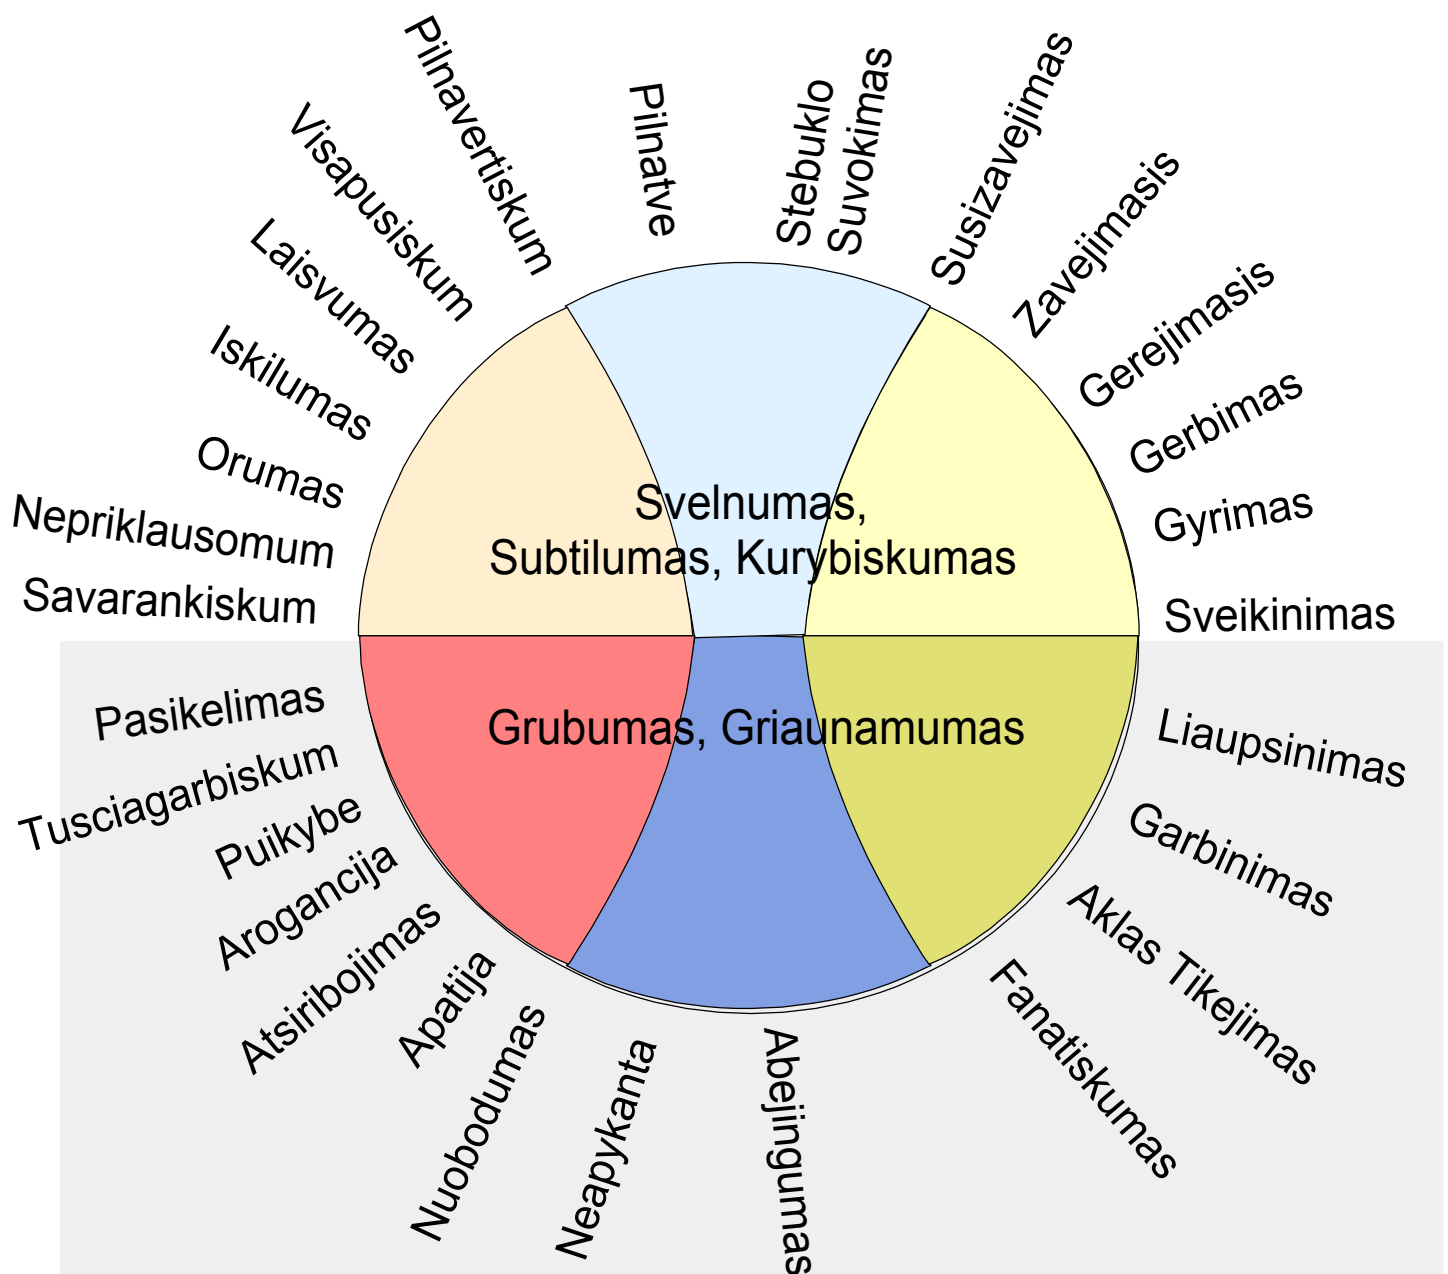 Pilnavertiskum
Pilnatve
Stebuklo
Suvokimas
Susizavejimas
Zavejimasis
Gerejimasis
Gerbimas
Gyrimas
Sveikinimas
Visapusiskum
Laisvumas
Iskilumas
Orumas
Nepriklausomum
Savarankiskum
Svelnumas,
Subtilumas, Kurybiskumas
Grubumas, Griaunamumas
Pasikelimas
Tusciagarbiskum
Puikybe
Arogancija
Atsiribojimas
Apatija
Nuobodumas
Neapykanta
Abejingumas
Fanatiskumas
Aklas Tikejimas
Garbinimas
Liaupsinimas